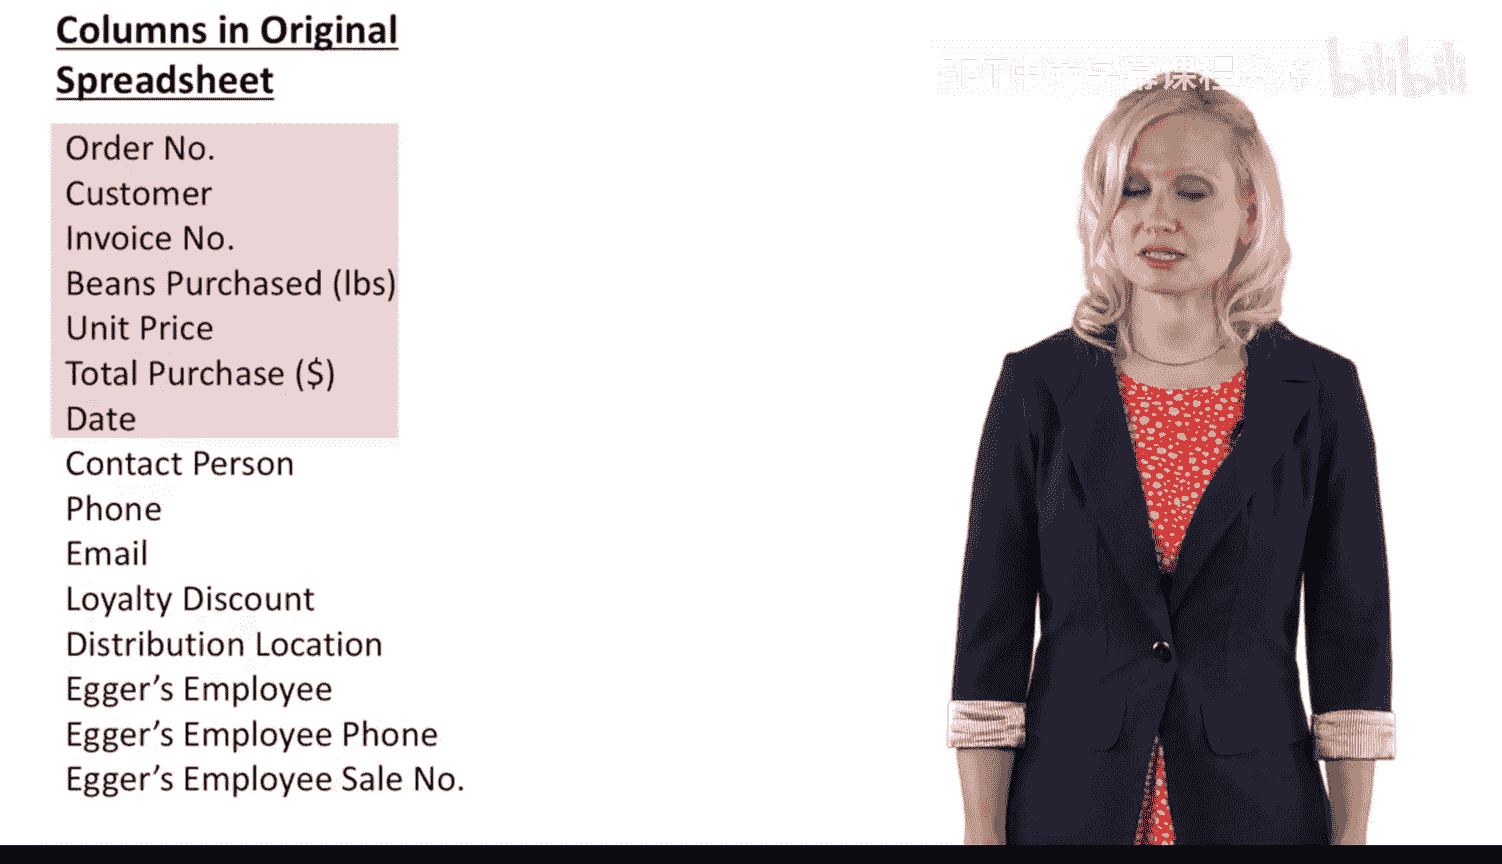 Columns in Original
Spreadsheet
Order No.
Customer
Invoice No.
Beans Purchased (lbs)
Unit Price
Total Purchase ($)
Date
Contact Person
Phone
Email
Loyalty Discount
Distribution Location
Egger’s Employee
Egger’s Employee Phone
Egger’s Employee Sale No.
bilibili